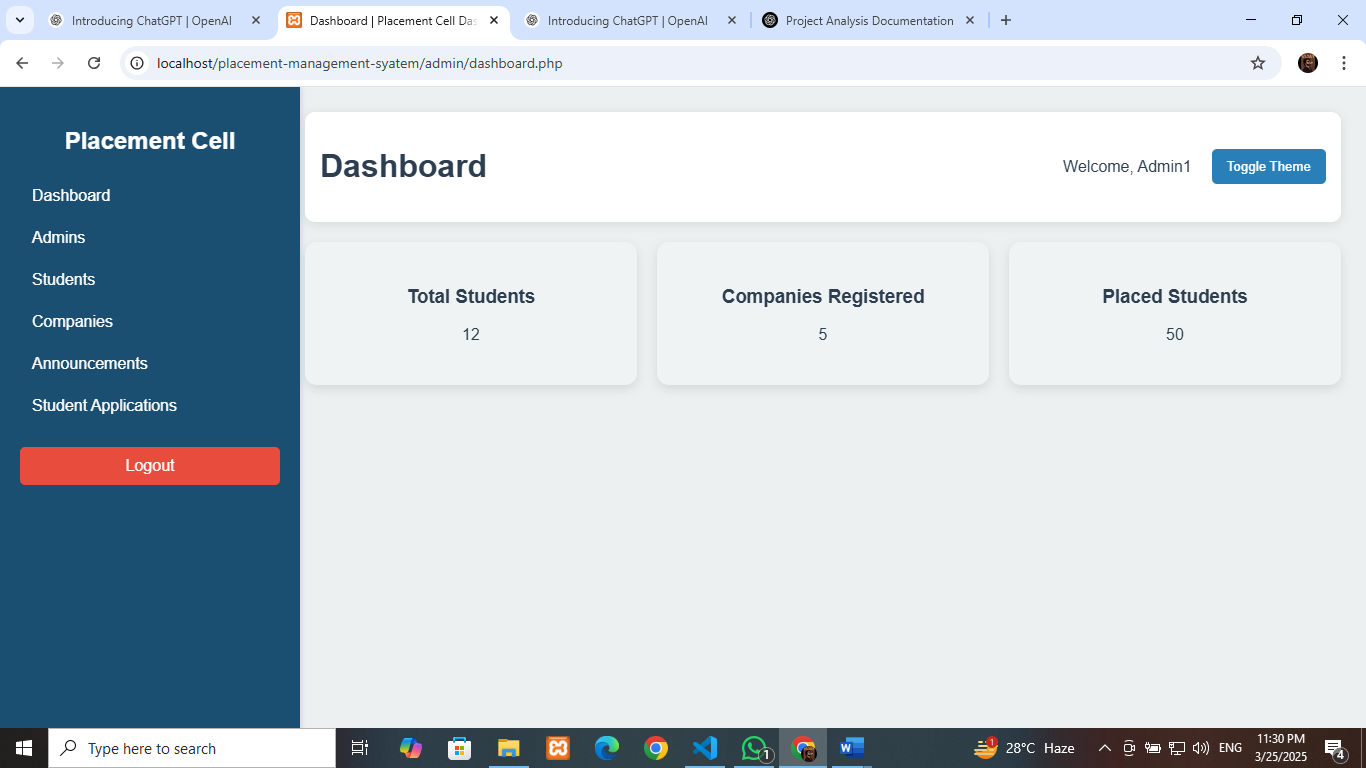 Introducing ChatGPT | OpenAI
Dashboard | Placement Cell Das
Introducing ChatGPT | OpenAI
Project Analysis Documentation
localhost/placement-management-syatem/admin/dashboard.php
Placement Cell
Dashboard
Admins
Students
Companies
Announcements
Student Applications
Logout
Dashboard
Welcome, Admin1
Toggle Theme
Total Students
12
Companies Registered
5
Placed Students
50
Type here to search
1
1
28°C Haze
ENG
11:30 PM
3/25/2025
4